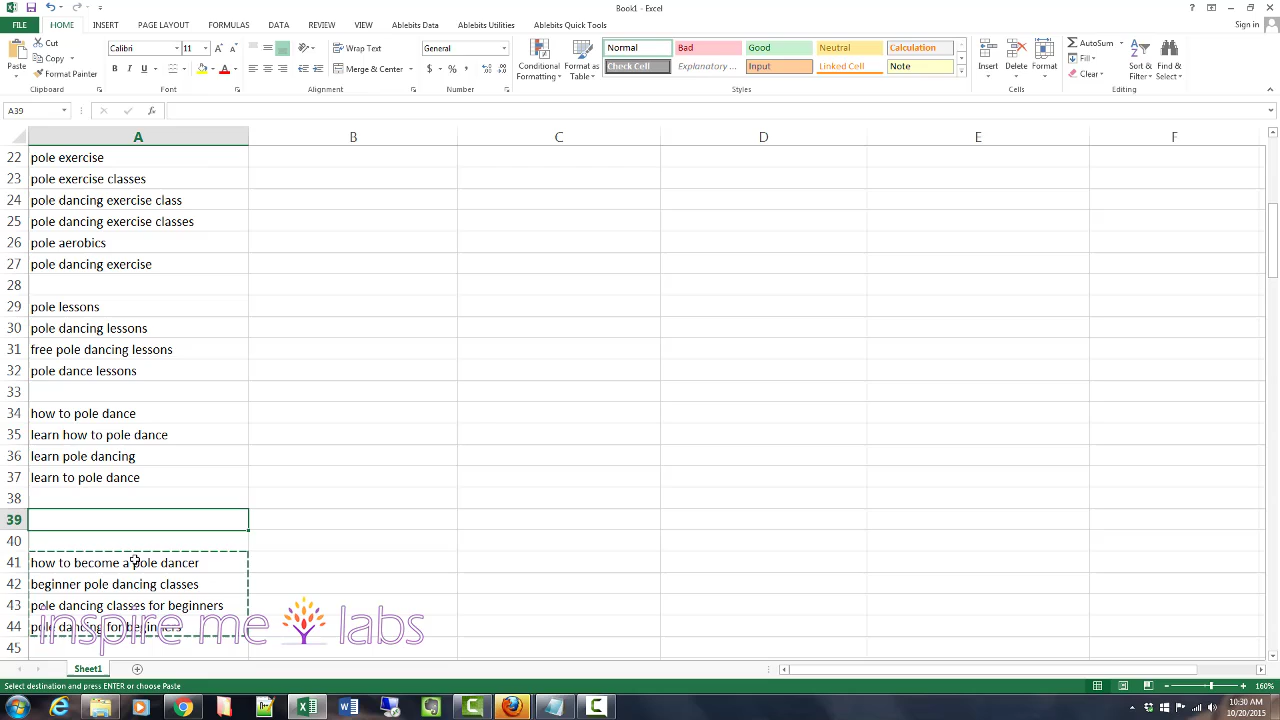 Book1 - Excel
Sign in
FILE HOME INSERT PAGE LAYOUT FORMULAS DATA REVIEW VIEW Ablebits Data Ablebits Utilities Ablebits Quick Tools
Paste
Cut
Copy
Format Painter
Clipboard
Calibri 11
B I U
Font
Wrap Text
Merge & Center
Alignment
General
$ % ,
Number
Conditional Formatting
Format as Table
Normal Bad Good Neutral Calculation
Check Cell Explanatory ... Input Linked Cell Note
Styles
Insert Delete Format
Cells
AutoSum
Fill
Clear
Sort & Filter
Find & Select
Editing
A39
A B C D E F
22 pole exercise
23 pole exercise classes
24 pole dancing exercise class
25 pole dancing exercise classes
26 pole aerobics
27 pole dancing exercise
28
29 pole lessons
30 pole dancing lessons
31 free pole dancing lessons
32 pole dance lessons
33
34 how to pole dance
35 learn how to pole dance
36 learn pole dancing
37 learn to pole dance
38
39
40
41 how to become a pole dancer
42 beginner pole dancing classes
43 pole dancing classes for beginners
44 pole dancing for beginners
inspire me labs
45
Sheet1
Select destination and press ENTER or choose Paste
160%
10:30 AM
10/20/2015